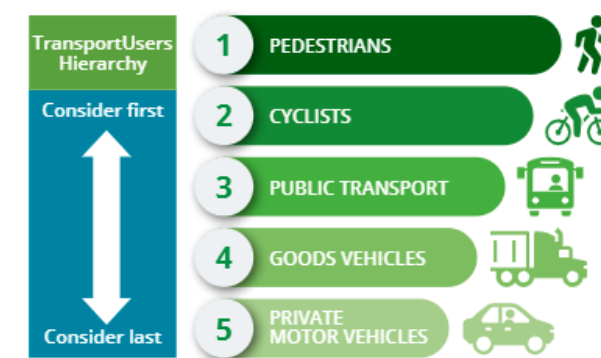 TransportUsers
Hierarchy
Consider first
Consider last
1 PEDESTRIANS
2 CYCLISTS
3 PUBLIC TRANSPORT
4 GOODS VEHICLES
5 PRIVATE
MOTOR VEHICLES